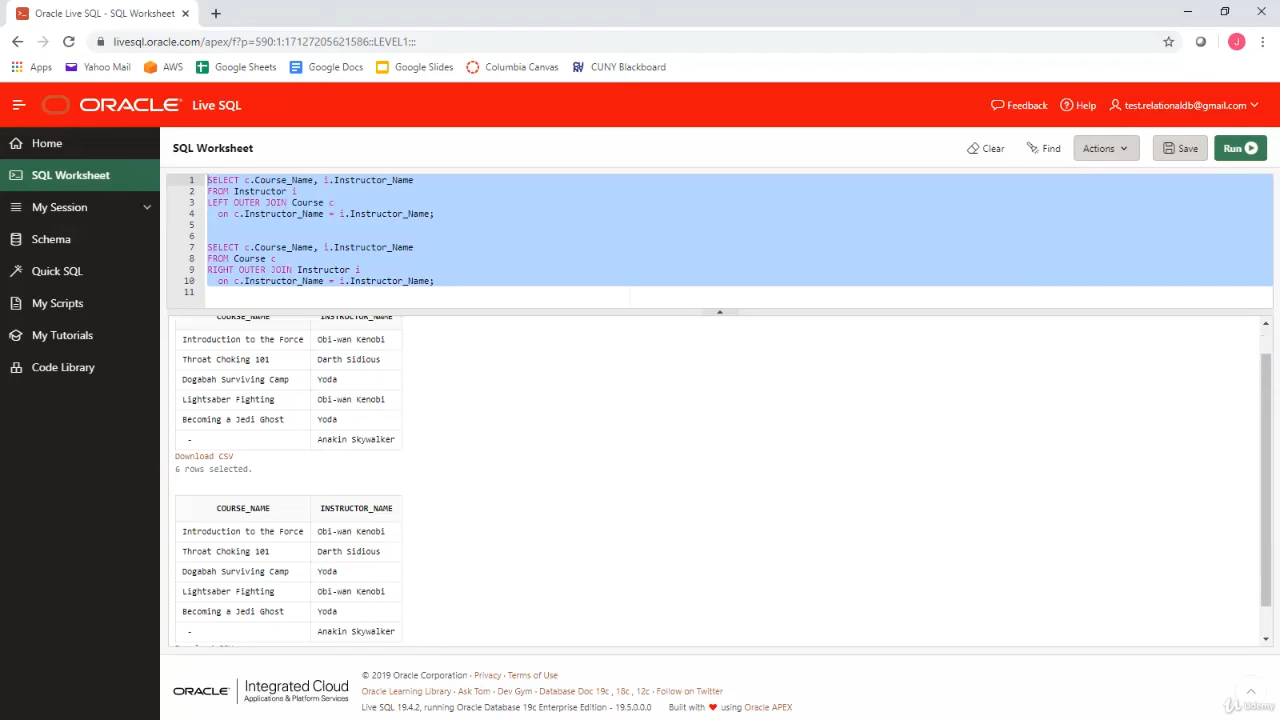 Oracle Live SQL - SQL Worksheet
livesql.oracle.com/apex/f?p=590:1:17127205621586::LEVEL1:::
J
Apps Yahoo Mail AWS Google Sheets Google Docs Google Slides Columbia Canvas CUNY Blackboard
ORACLE Live SQL Feedback Help test.relationaldb@gmail.com
Home
SQL Worksheet
My Session
Schema
Quick SQL
My Scripts
My Tutorials
Code Library
SQL Worksheet Clear Find Actions Save Run
1 SELECT c.Course_Name, i.Instructor_Name
2 FROM Instructor i
3 LEFT OUTER JOIN Course c
4 on c.Instructor_Name = i.Instructor_Name;
5
6
7 SELECT c.Course_Name, i.Instructor_Name
8 FROM Course c
9 RIGHT OUTER JOIN Instructor i
10 on c.Instructor_Name = i.Instructor_Name;
11
COURSE_NAME INSTRUCTOR_NAME
Introduction to the Force Obi-wan Kenobi
Throat Choking 101 Darth Sidious
Dogabah Surviving Camp Yoda
Lightsaber Fighting Obi-wan Kenobi
Becoming a Jedi Ghost Yoda
- Anakin Skywalker
Download CSV
6 rows selected.
COURSE_NAME INSTRUCTOR_NAME
Introduction to the Force Obi-wan Kenobi
Throat Choking 101 Darth Sidious
Dogabah Surviving Camp Yoda
Lightsaber Fighting Obi-wan Kenobi
Becoming a Jedi Ghost Yoda
- Anakin Skywalker
ORACLE Integrated Cloud
Applications & Platform Services
© 2019 Oracle Corporation · Privacy · Terms of Use
Oracle Learning Library · Ask Tom · Dev Gym · Database Doc 19c, 18c, 12c · Follow on Twitter
Live SQL 19.4.2, running Oracle Database 19c Enterprise Edition - 19.5.0.0.0 Built with ❤ using Oracle APEX
Udemy